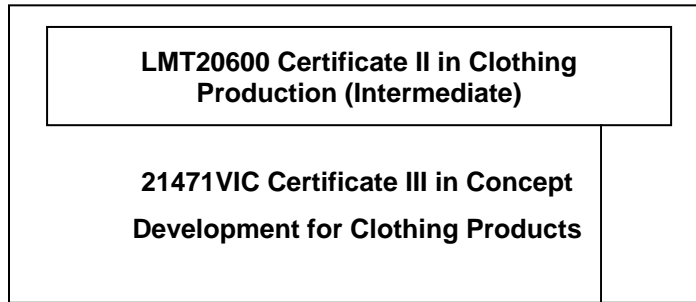 LMT20600 Certificate II in Clothing
Production (Intermediate)
21471VIC Certificate III in Concept
Development for Clothing Products